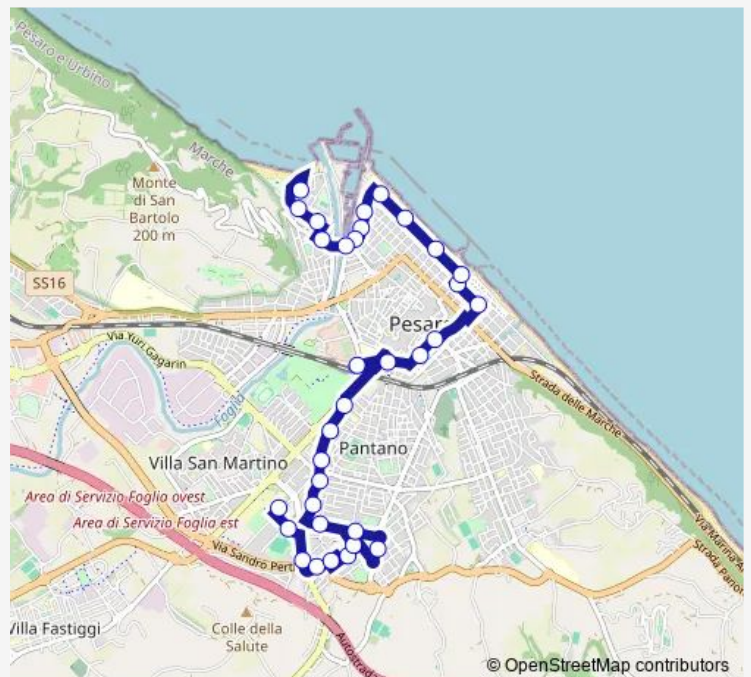 Pesaro e Urbino
Marche
Monte
di San
Bartolo
200 m
SS16
Via Yuri Gagarin
Foglia
Strada delle Marche
Pantano
Villa San Martino
Area di Servizio Foglia ovest
Area di Servizio Foglia est
Via Sandro Pert
Via Marina A
Strada Panor
Villa Fastiggi
Colle della
Salute
Autostrada
© OpenStreetMap contributors